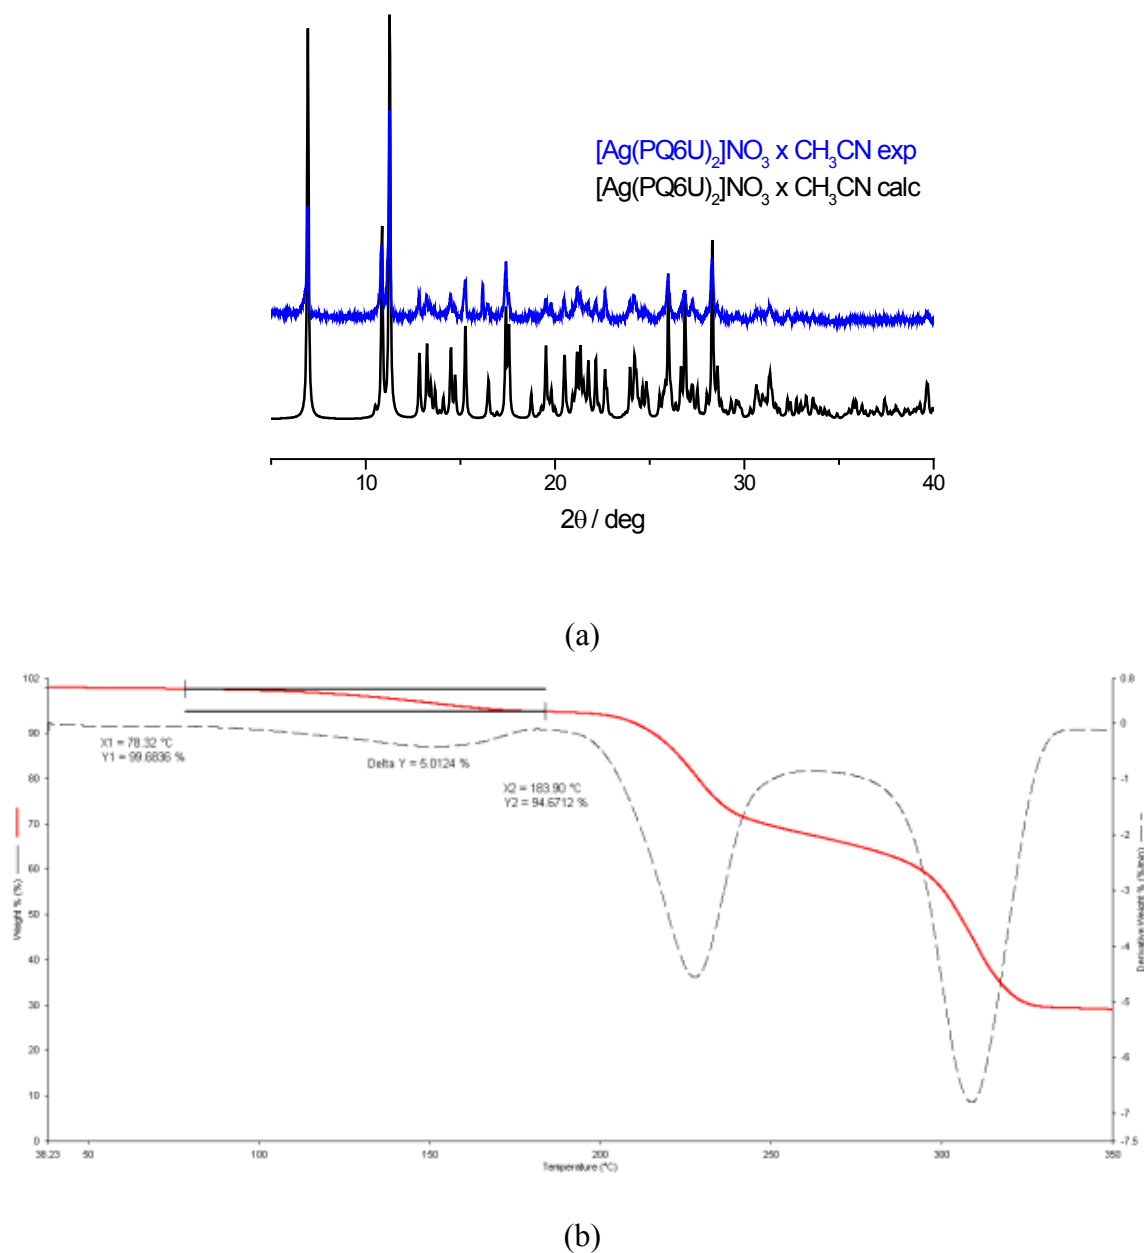 [Ag(PQ6U)₂]NO₃ x CH₃CN exp
[Ag(PQ6U)₂]NO₃ x CH₃CN calc
10
20
30
40
2θ / deg
(a)
102
90
80
70
60
50
40
30
20
10
0
Weight % (%)
X1 = 78.32 °C
Y1 = 99.6836 %
Delta Y = 5.0124 %
X2 = 183.90 °C
Y2 = 94.6712 %
0.8
0
-1
-2
-3
-4
-5
-6
-7
-7.5
Derivative Weight % (%/min)
38.23
50
100
150
200
250
300
350
Temperature (°C)
(b)